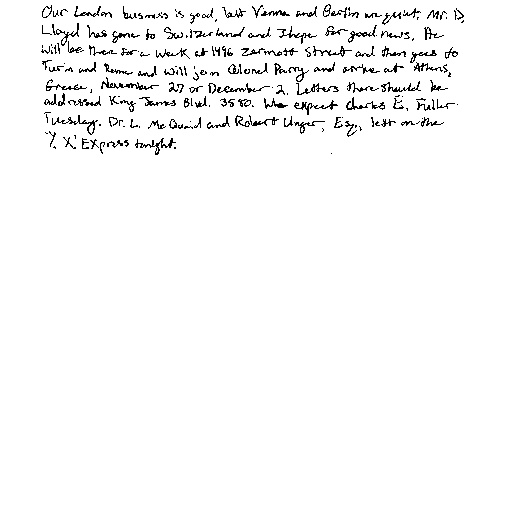 Our London business is good, but Vienna and Berlin are quiet. Mr. D.
Lloyd has gone to Switzerland and I hope for good news. He
will be there for a week at 1496 Zermott Street and then goes to
Turin and Rome and will join Colonel Parry and arrive at Athens,
Greece, November 27 or December 2. Letters there should be
addressed King James Blvd. 3580. We expect Charles E. Fuller
Tuesday. Dr. L. McQuaid and Robert Unger, Esq., left on the
"Y. X." Express tonight.